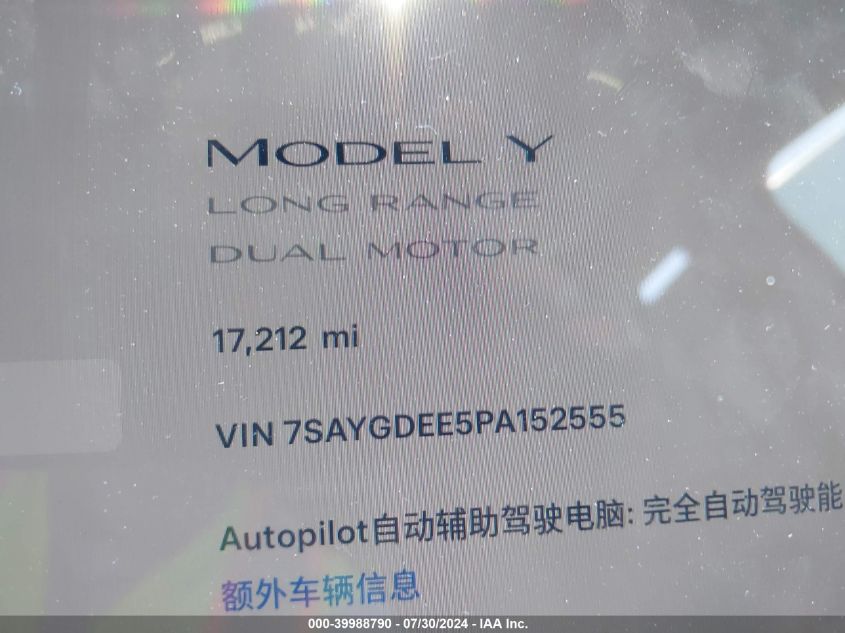 MODEL Y
LONG RANGE
DUAL MOTOR
17,212 mi
VIN 7SAYGDEE5PA152555
Autopilot自动辅助驾驶电脑: 完全自动驾驶能
额外车辆信息
000-39988790 - 07/30/2024 - IAA Inc.